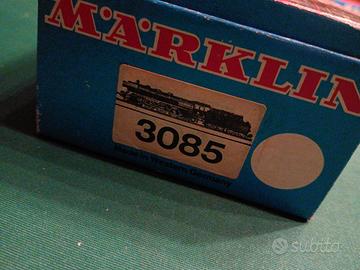 MÄRKLIN
3085
Made in Western Germany
subito